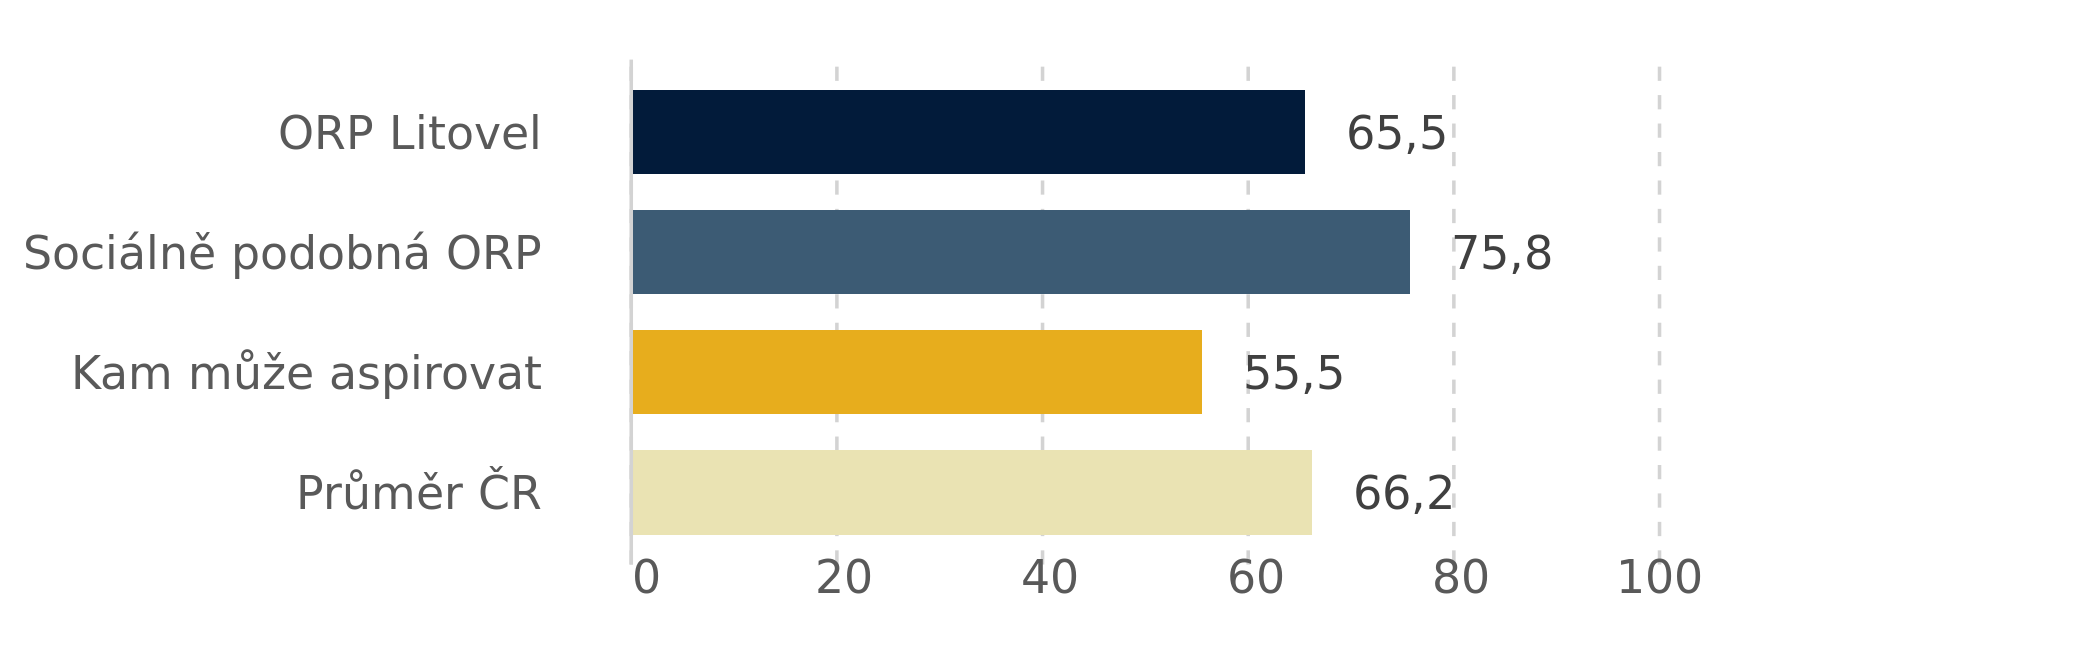 ORP Litovel 65,5
Sociálně podobná ORP 75,8
Kam může aspirovat 55,5
Průměr ČR 66,2
0 20 40 60 80 100